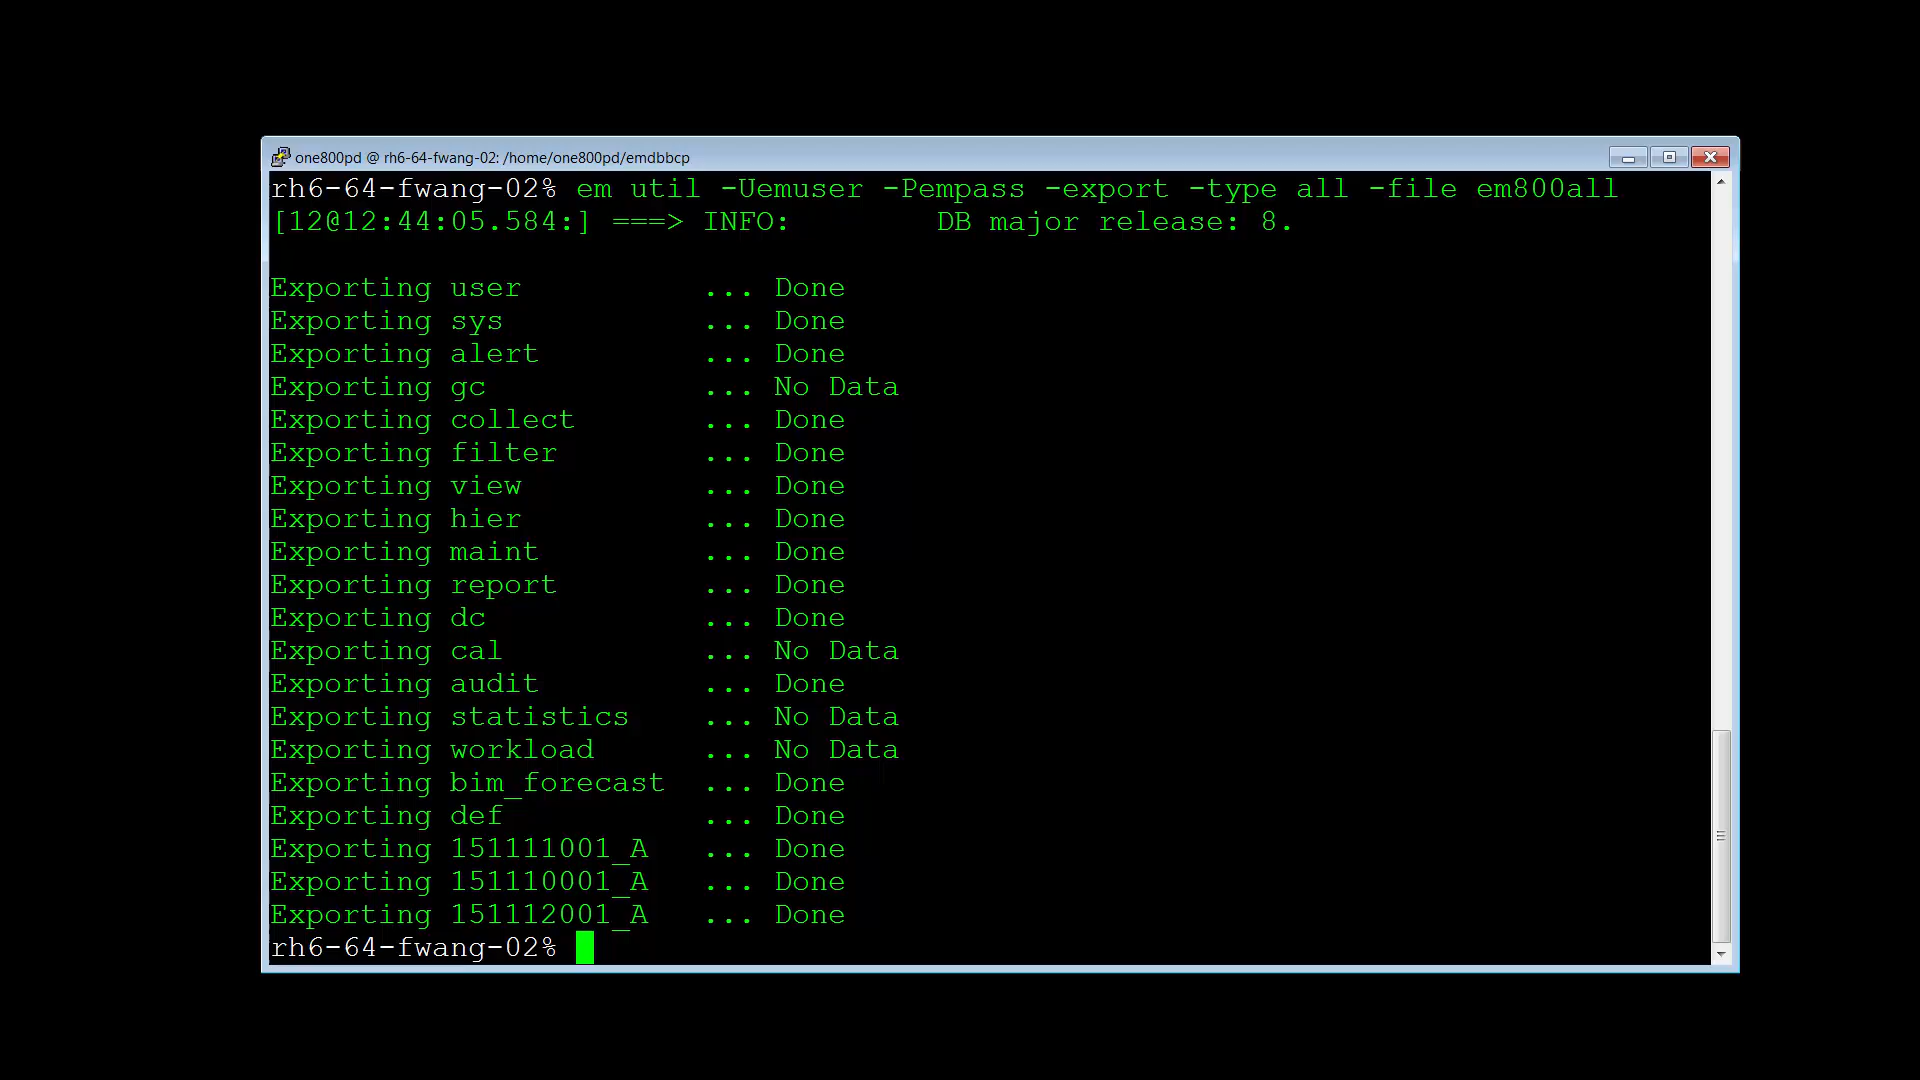 one800pd @ rh6-64-fwang-02: /home/one800pd/emdbbcp
rh6-64-fwang-02% em util -Uemuser -Pempass -export -type all -file em800all
[12@12:44:05.584:] ===> INFO:        DB major release: 8.
Exporting user          ... Done
Exporting sys           ... Done
Exporting alert         ... Done
Exporting gc            ... No Data
Exporting collect       ... Done
Exporting filter        ... Done
Exporting view          ... Done
Exporting hier          ... Done
Exporting maint         ... Done
Exporting report        ... Done
Exporting dc            ... Done
Exporting cal           ... No Data
Exporting audit         ... Done
Exporting statistics    ... No Data
Exporting workload      ... No Data
Exporting bim_forecast  ... Done
Exporting def           ... Done
Exporting 151111001_A   ... Done
Exporting 151110001_A   ... Done
Exporting 151112001_A   ... Done
rh6-64-fwang-02%